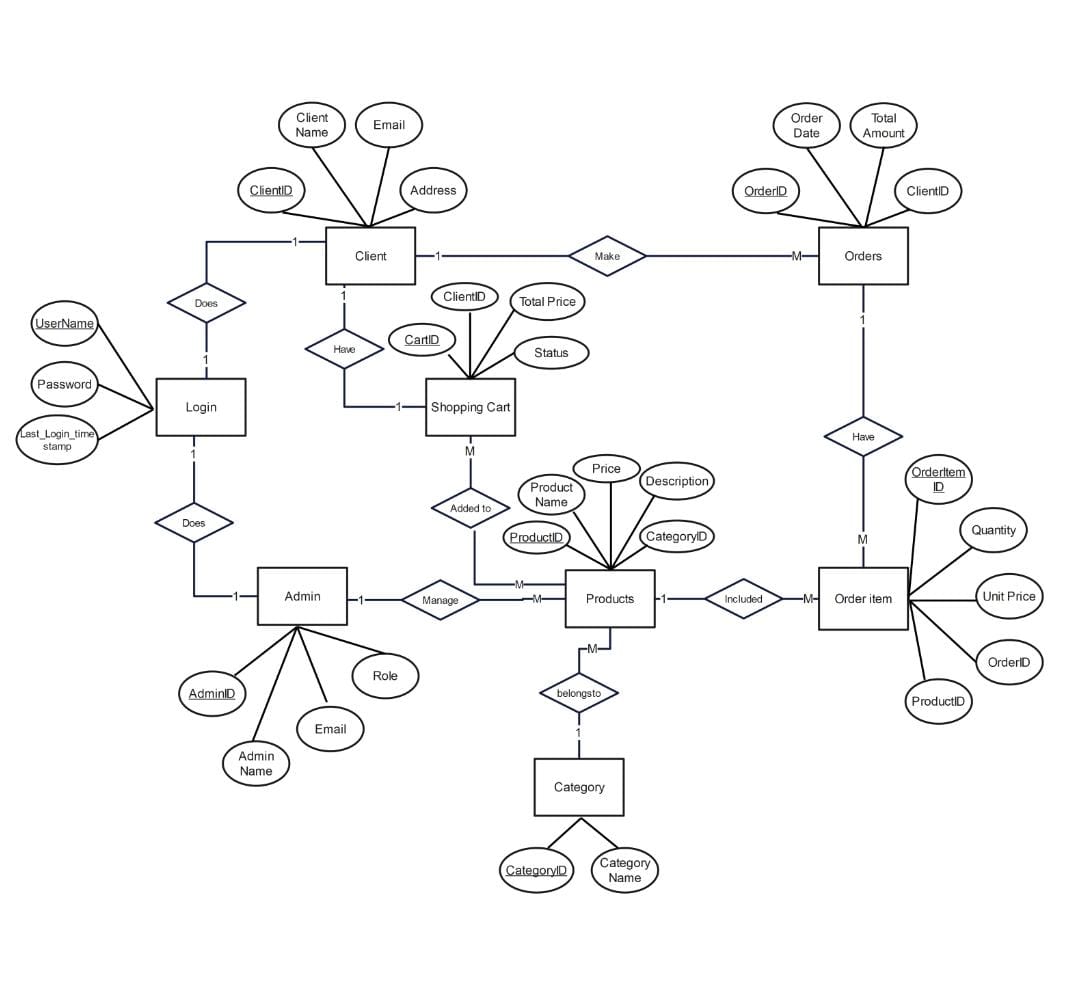 Client
Name
Email
Order
Date
Total
Amount
ClientID
Address
OrderID
ClientID
1
Client
1
Make
M
Orders
1
ClientID
Total Price
Does
UserName
CartID
1
Have
Status
1
Password
Login
1
Shopping Cart
Last_Login_time
stamp
Have
1
M
Price
OrderItem
ID
Product
Name
Description
Added to
Does
ProductID
CategoryID
Quantity
M
M
1
Admin
1
Manage
M
Products
1
Included
M
Order item
Unit Price
M
OrderID
Role
AdminID
belongsto
ProductID
Email
1
Admin
Name
Category
CategoryID
Category
Name